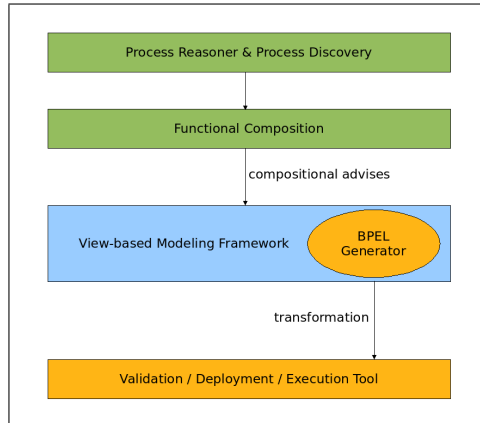 Process Reasoner & Process Discovery
Functional Composition
compositional advises
View-based Modeling Framework
BPEL
Generator
transformation
Validation / Deployment / Execution Tool